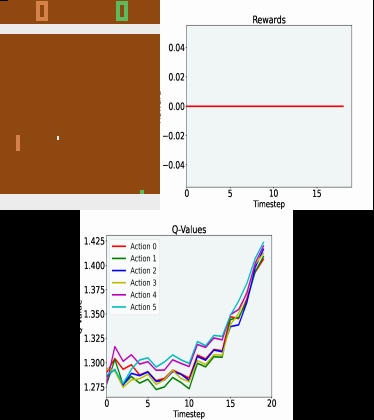 0 0
Rewards
0.04
0.02
0.00
−0.02
−0.04
0 5 10 15
Timestep
Q-Values
1.425
1.400
1.375
1.350
1.325
1.300
1.275
Action 0
Action 1
Action 2
Action 3
Action 4
Action 5
0 5 10 15 20
Timestep